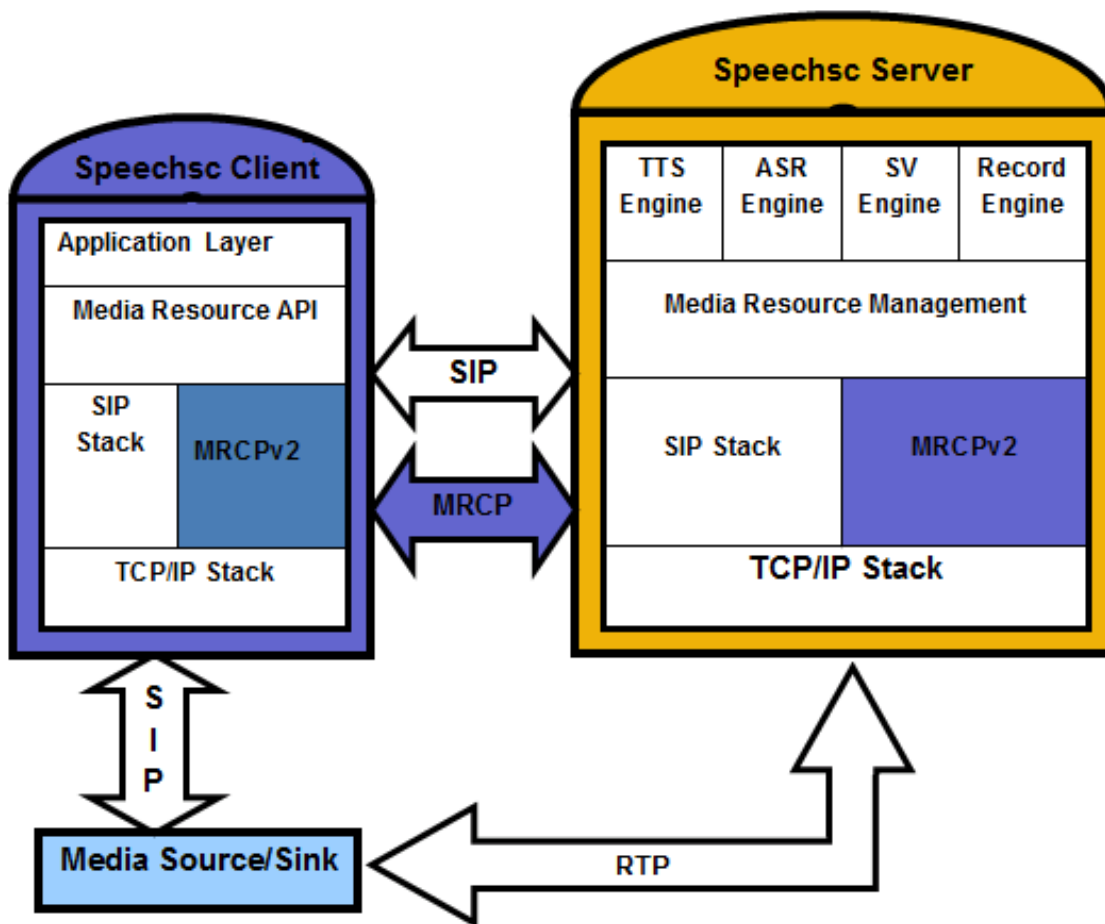 Speechsc Server
Speechsc Client
TTS
Engine
ASR
Engine
SV
Engine
Record
Engine
Application Layer
Media Resource API
Media Resource Management
SIP
SIP
Stack
MRCPv2
SIP Stack
MRCPv2
MRCP
TCP/IP Stack
TCP/IP Stack
S
I
P
Media Source/Sink
RTP